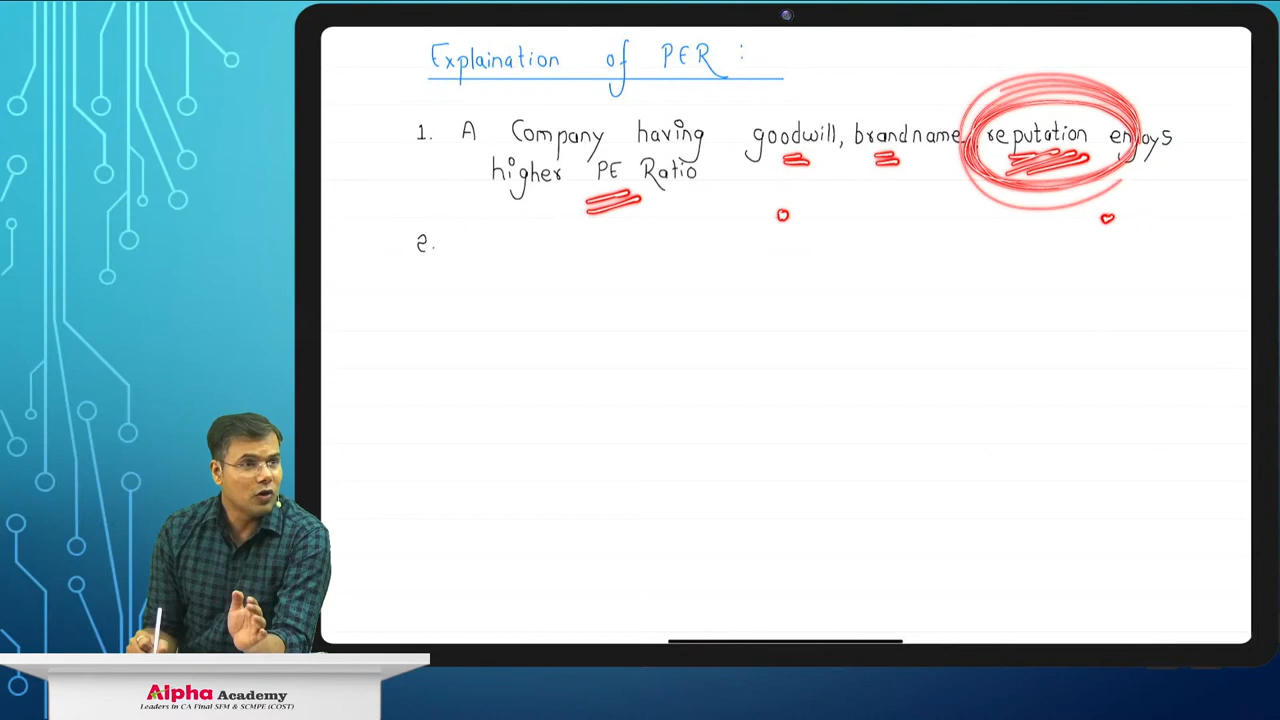 Explaination of PER :
1. A Company having goodwill, brandname, reputation enjoys
higher PE Ratio
2.
Alpha Academy
Leaders in CA Final SFM & SCMPE (COST)